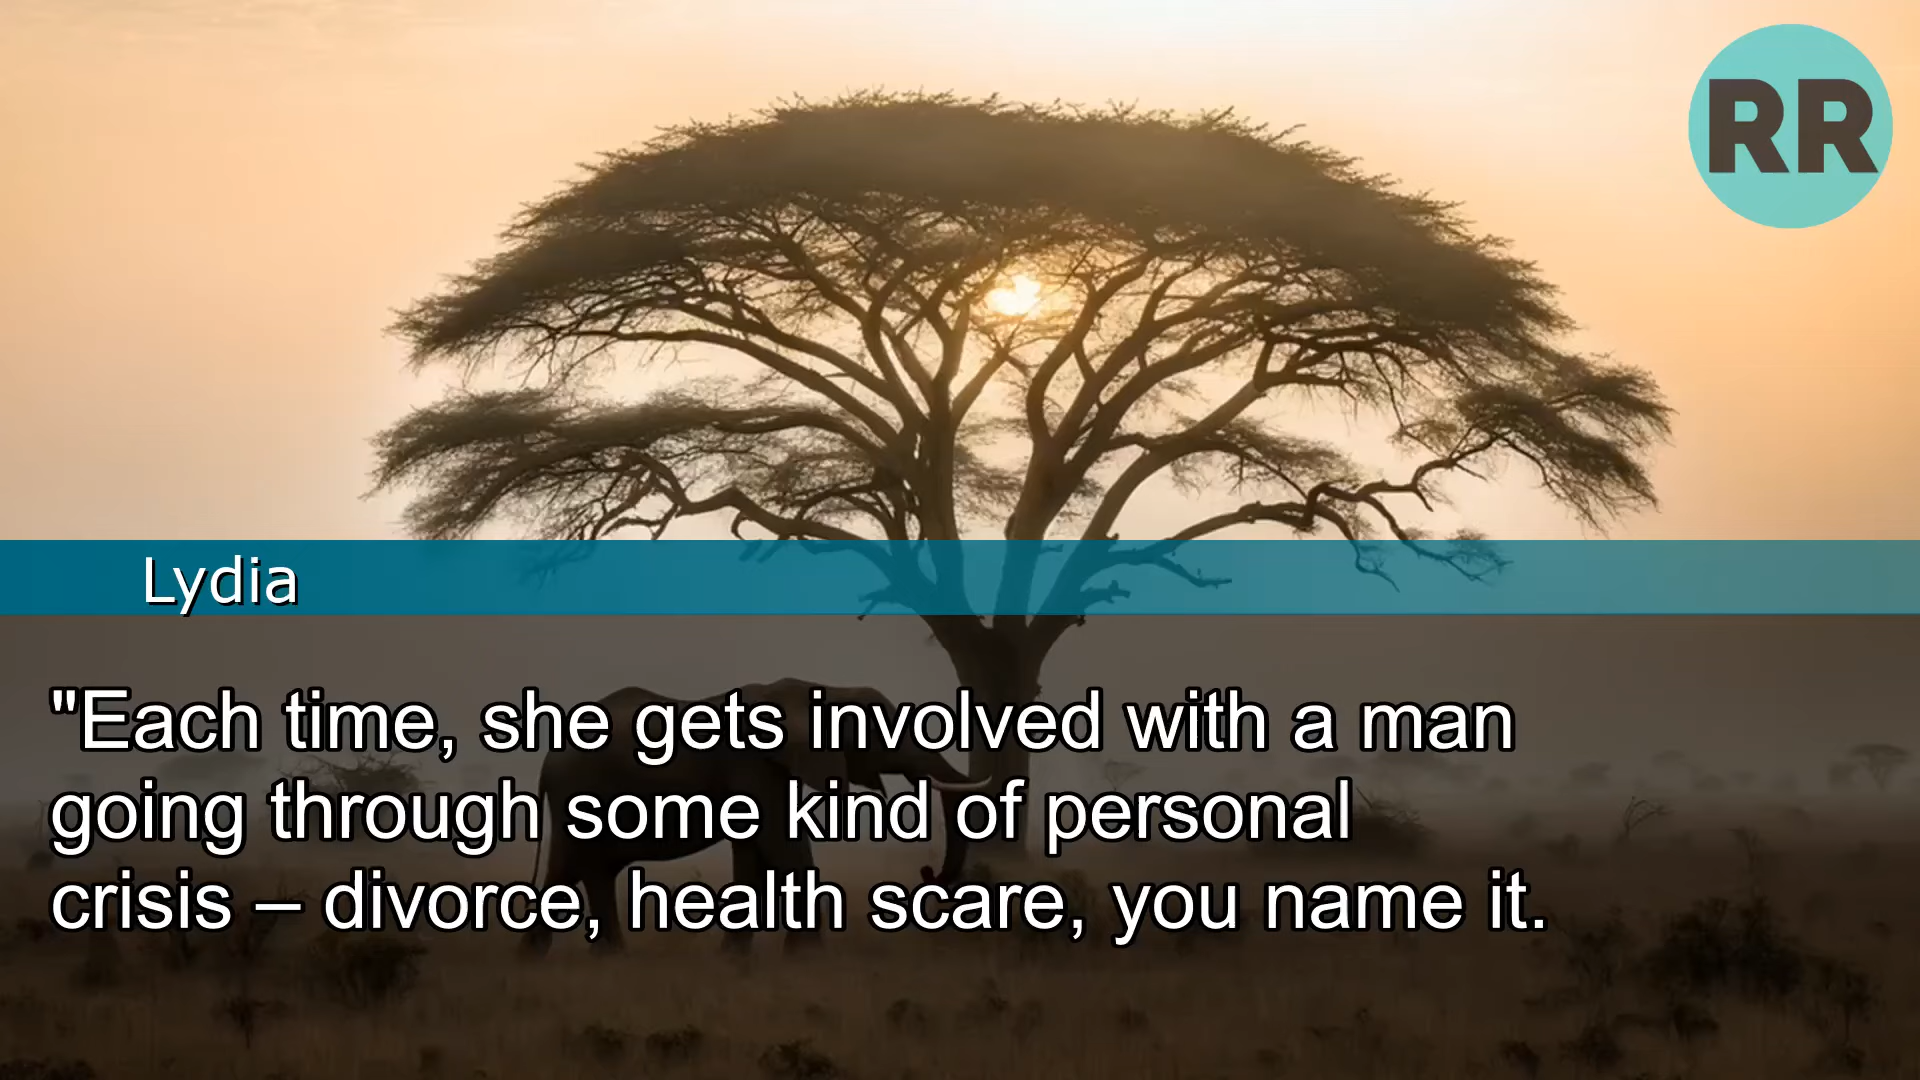 RR
Lydia
"Each time, she gets involved with a man
going through some kind of personal
crisis – divorce, health scare, you name it.